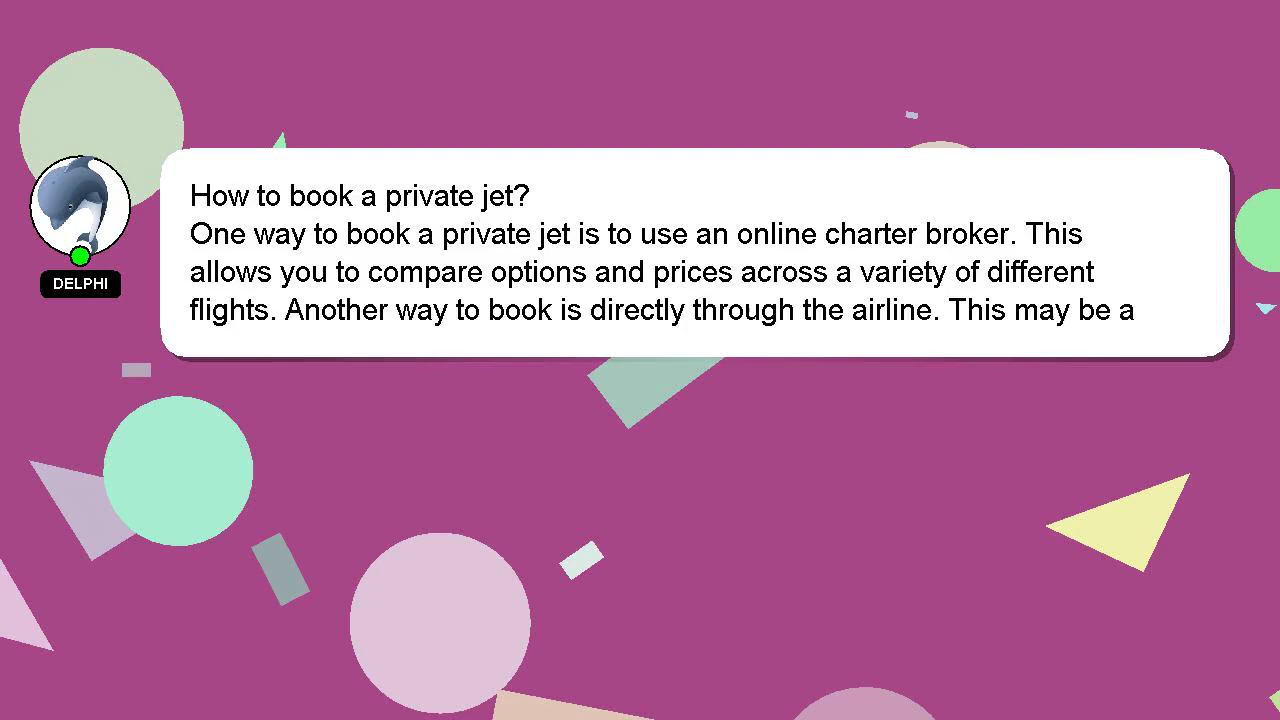 How to book a private jet?
One way to book a private jet is to use an online charter broker. This
allows you to compare options and prices across a variety of different
flights. Another way to book is directly through the airline. This may be a
DELPHI